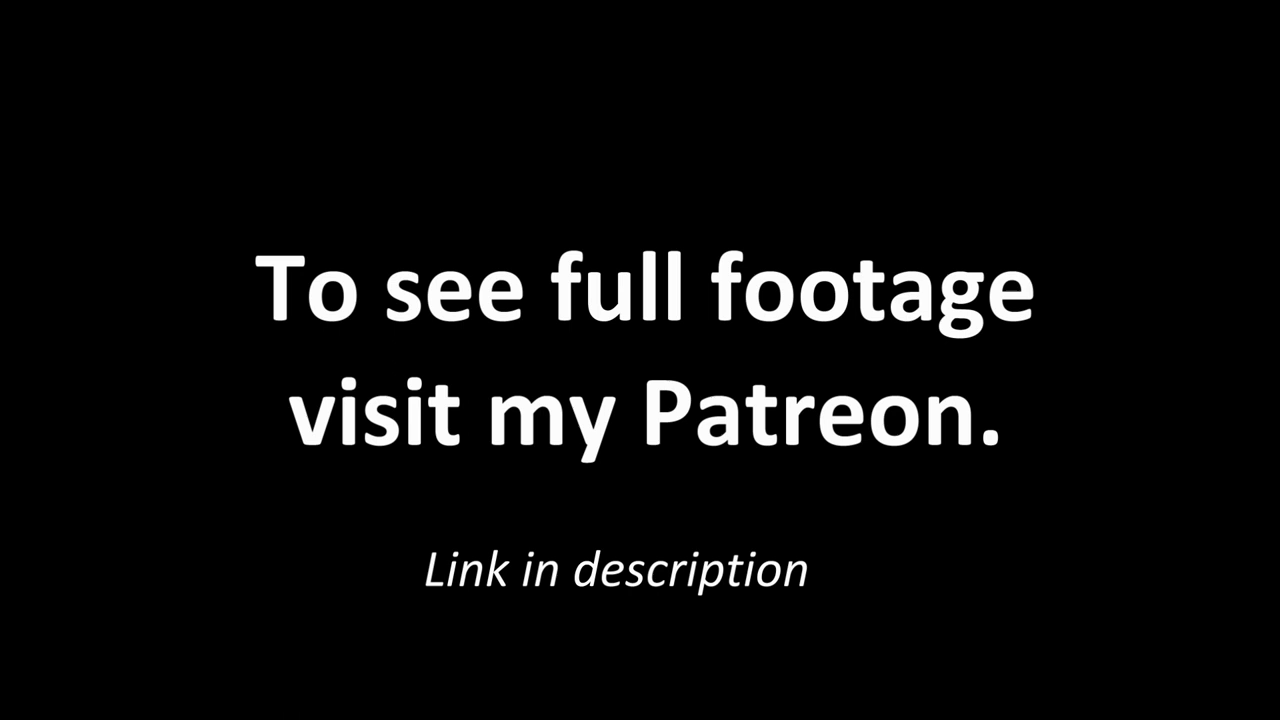 To see full footage
visit my Patreon.
Link in description